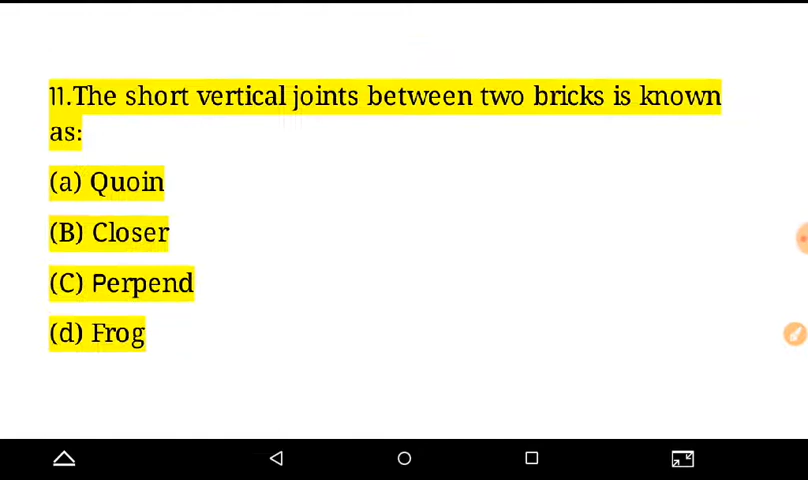 11.The short vertical joints between two bricks is known
as:
(a) Quoin
(B) Closer
(C) Perpend
(d) Frog